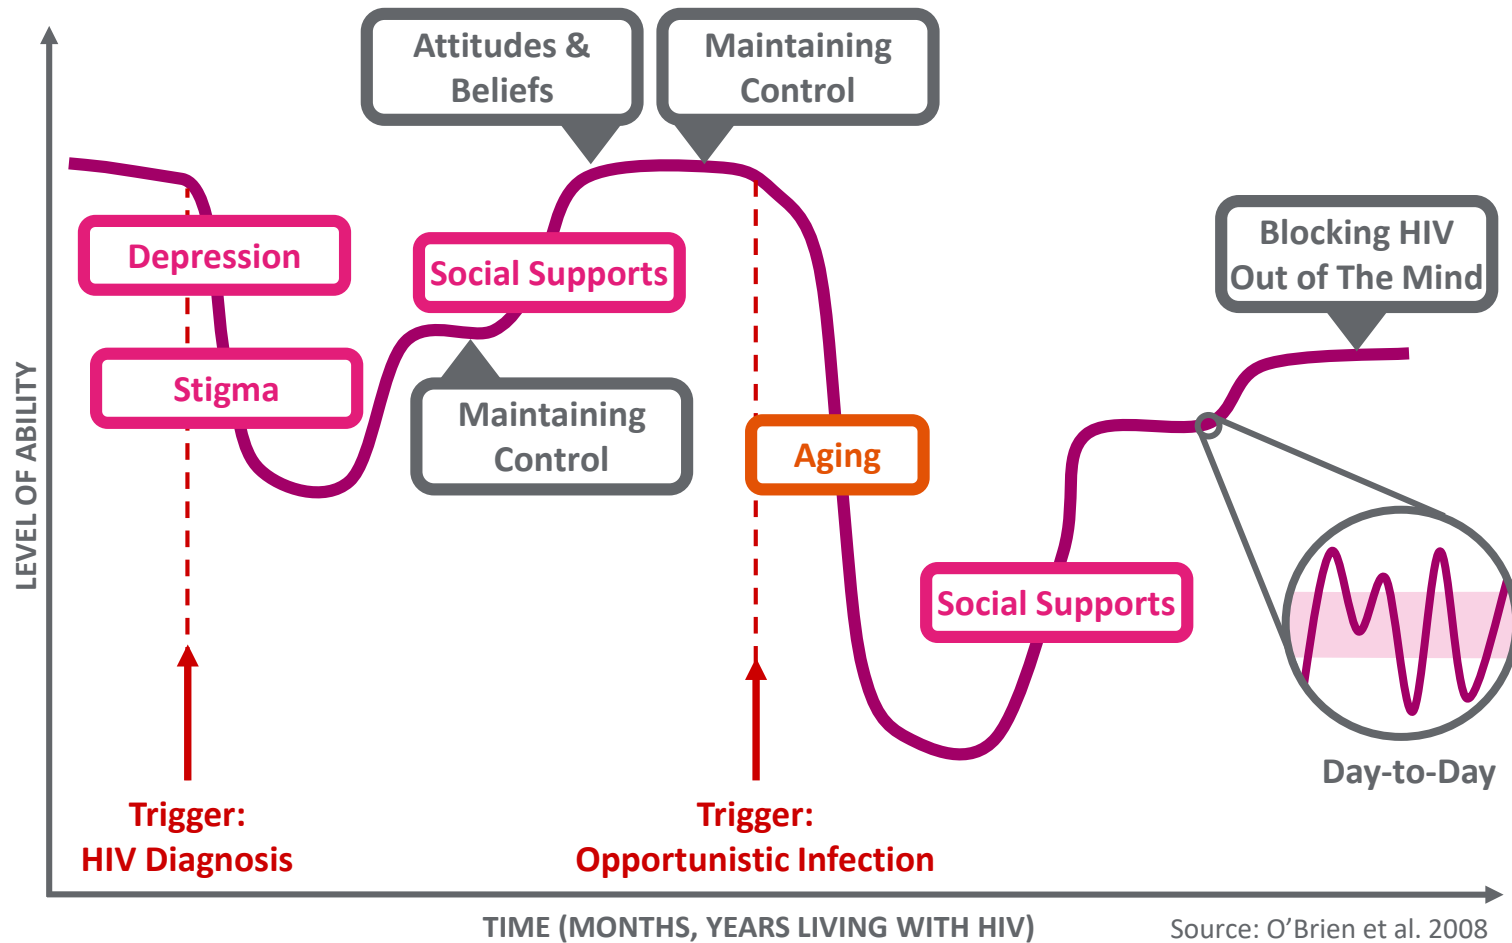 Attitudes &
Beliefs
Maintaining
Control
Depression
Social Supports
Blocking HIV
Out of The Mind
Stigma
Maintaining
Control
Aging
Social Supports
Day-to-Day
Trigger:
HIV Diagnosis
Trigger:
Opportunistic Infection
LEVEL OF ABILITY
TIME (MONTHS, YEARS LIVING WITH HIV)
Source: O’Brien et al. 2008